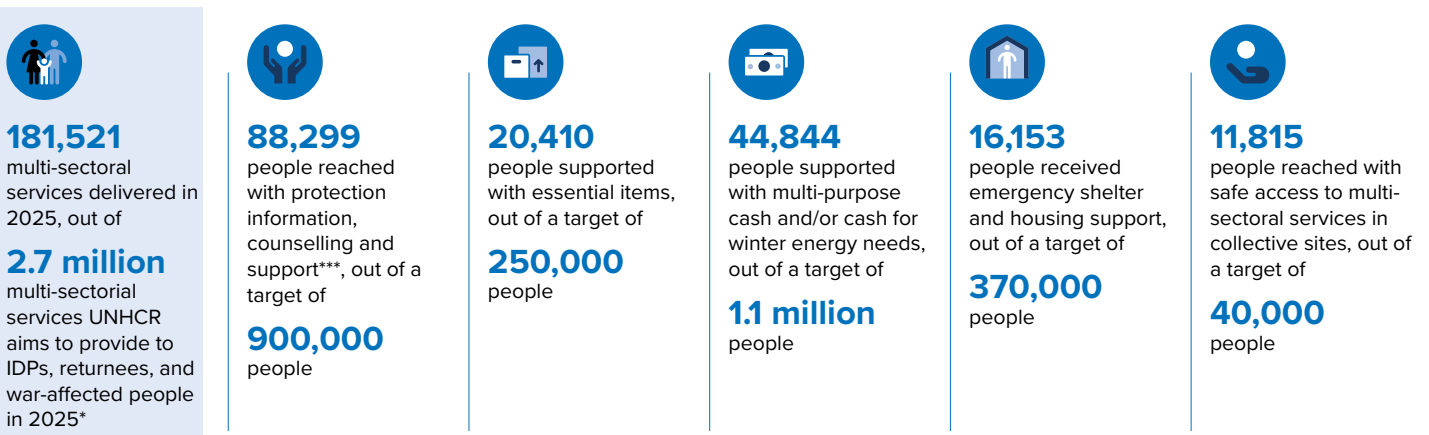 181,521
multi-sectoral
services delivered in
2025, out of
2.7 million
multi-sectorial
services UNHCR
aims to provide to
IDPs, returnees, and
war-affected people
in 2025*
88,299
people reached
with protection
information,
counselling and
support***, out of a
target of
900,000
people
20,410
people supported
with essential items,
out of a target of
250,000
people
44,844
people supported
with multi-purpose
cash and/or cash for
winter energy needs,
out of a target of
1.1 million
people
16,153
people received
emergency shelter
and housing support,
out of a target of
370,000
people
11,815
people reached with
safe access to multi-
sectoral services in
collective sites, out of
a target of
40,000
people